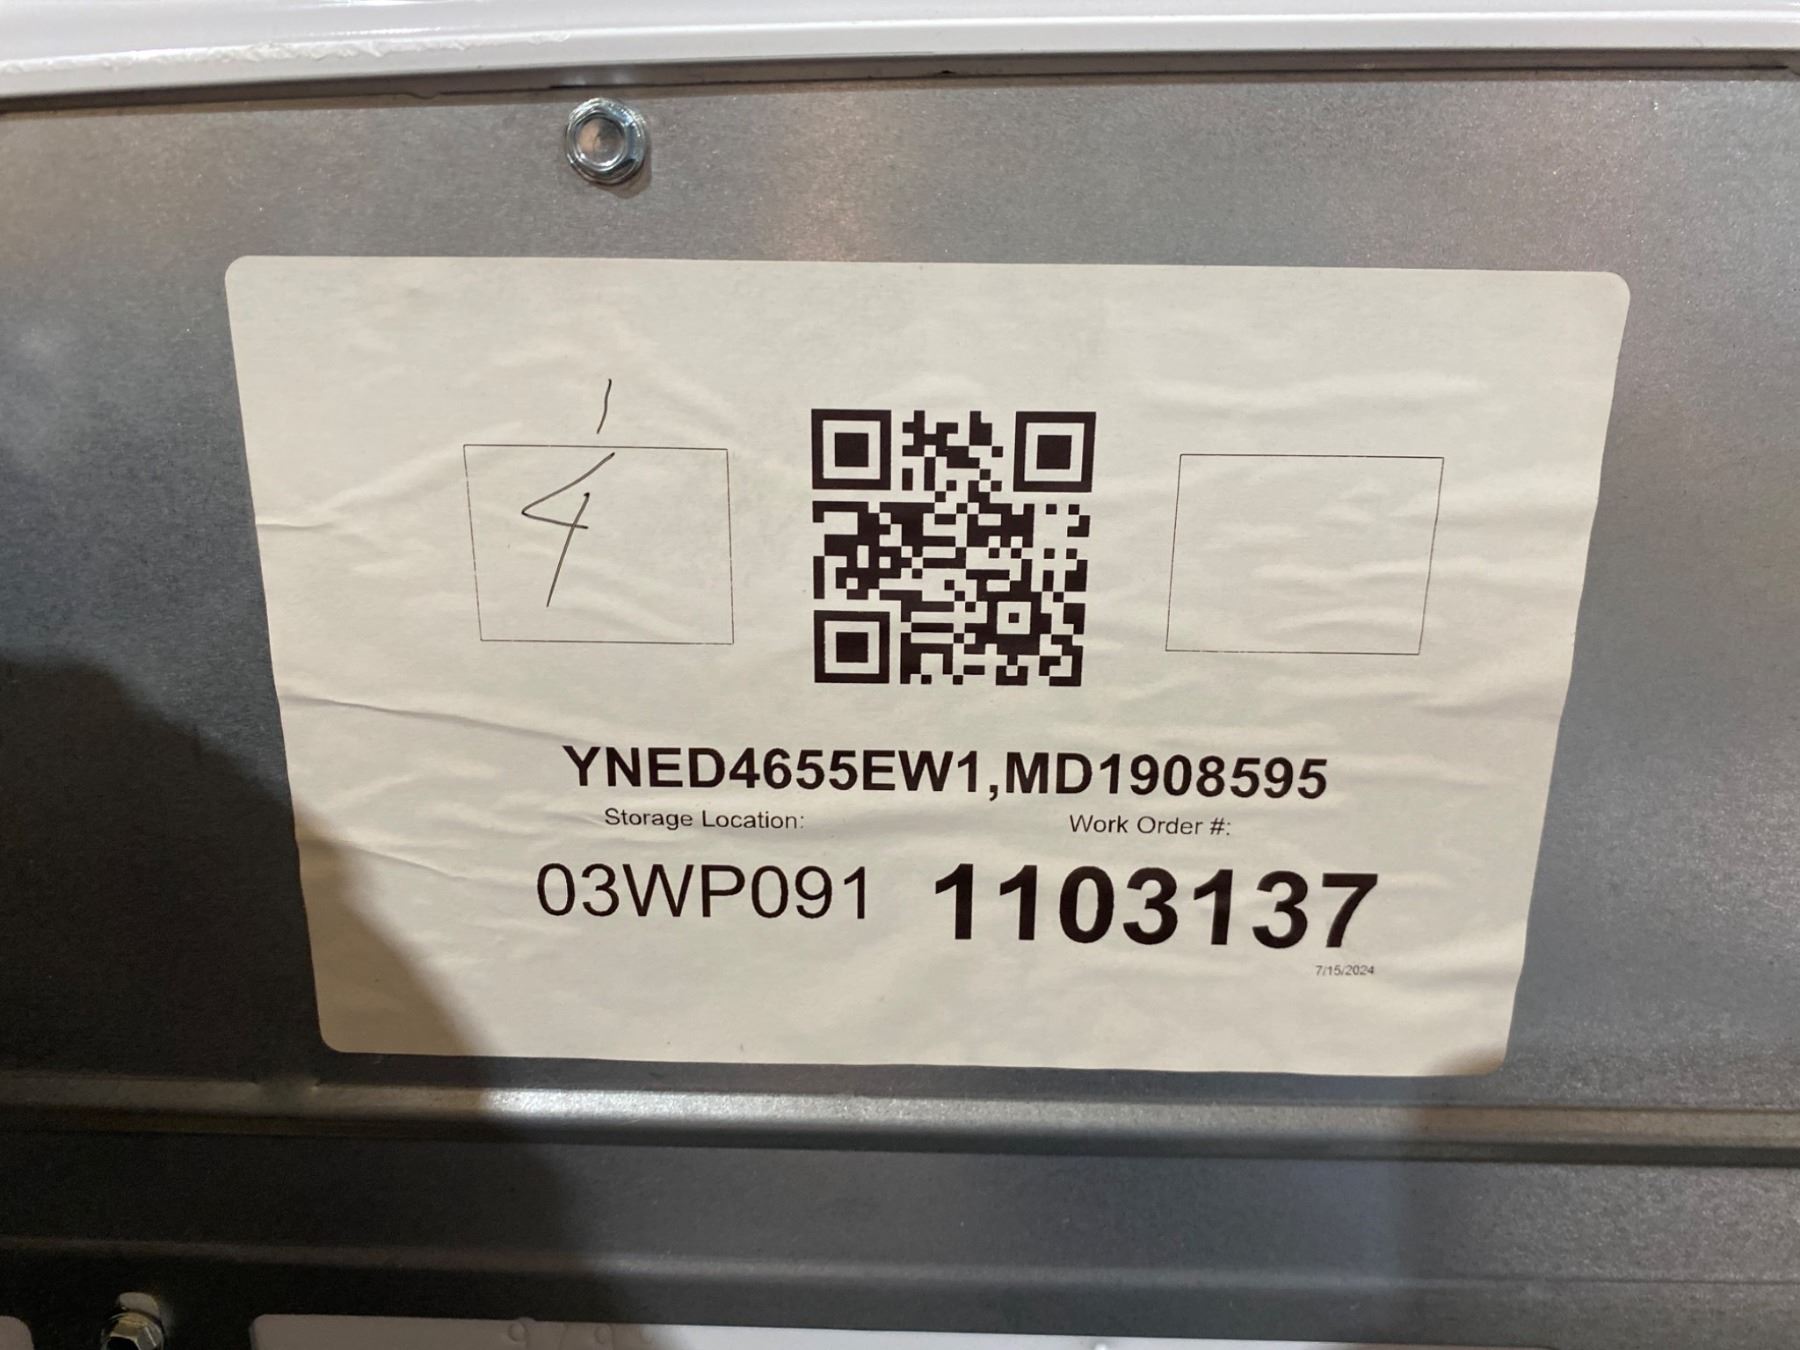 4
YNED4655EW1,MD1908595
Storage Location: Work Order #:
03WP091 1103137
7/15/2024